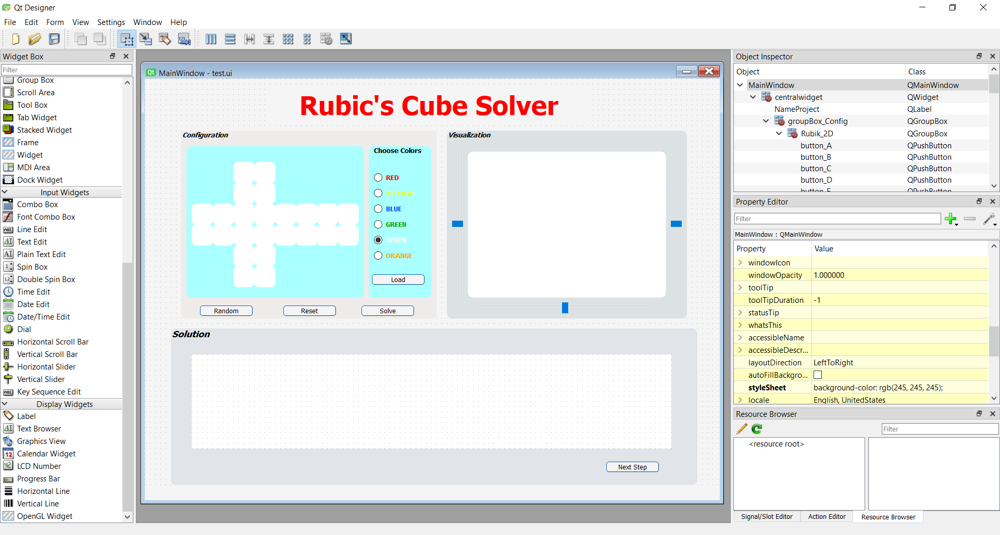 Qt Designer
File Edit Form View Settings Window Help
Widget Box
Filter
Group Box
Scroll Area
Tool Box
Tab Widget
Stacked Widget
Frame
Widget
MDI Area
Dock Widget
Input Widgets
Combo Box
Font Combo Box
Line Edit
Text Edit
Plain Text Edit
Spin Box
Double Spin Box
Time Edit
Date Edit
Date/Time Edit
Dial
Horizontal Scroll Bar
Vertical Scroll Bar
Horizontal Slider
Vertical Slider
Key Sequence Edit
Display Widgets
Label
Text Browser
Graphics View
Calendar Widget
LCD Number
Progress Bar
Horizontal Line
Vertical Line
OpenGL Widget
MainWindow - test.ui
Rubic's Cube Solver
Configuration
Choose Colors
RED
YELLOW
BLUE
GREEN
WHITE
ORANGE
Load
Random Reset Solve
Visualization
Solution
Next Step
Object Inspector
Object Class
MainWindow QMainWindow
centralwidget QWidget
NameProject QLabel
groupBox_Config QGroupBox
Rubik_2D QGroupBox
button_A QPushButton
button_B QPushButton
button_C QPushButton
button_D QPushButton
button_E QPushButton
Property Editor
Filter
MainWindow : QMainWindow
Property Value
windowIcon
windowOpacity 1.000000
toolTip
toolTipDuration -1
statusTip
whatsThis
accessibleName
accessibleDescr...
layoutDirection LeftToRight
autoFillBackgro...
styleSheet background-color: rgb(245, 245, 245);
locale English, UnitedStates
Resource Browser
Filter
<resource root>
Signal/Slot Editor Action Editor Resource Browser